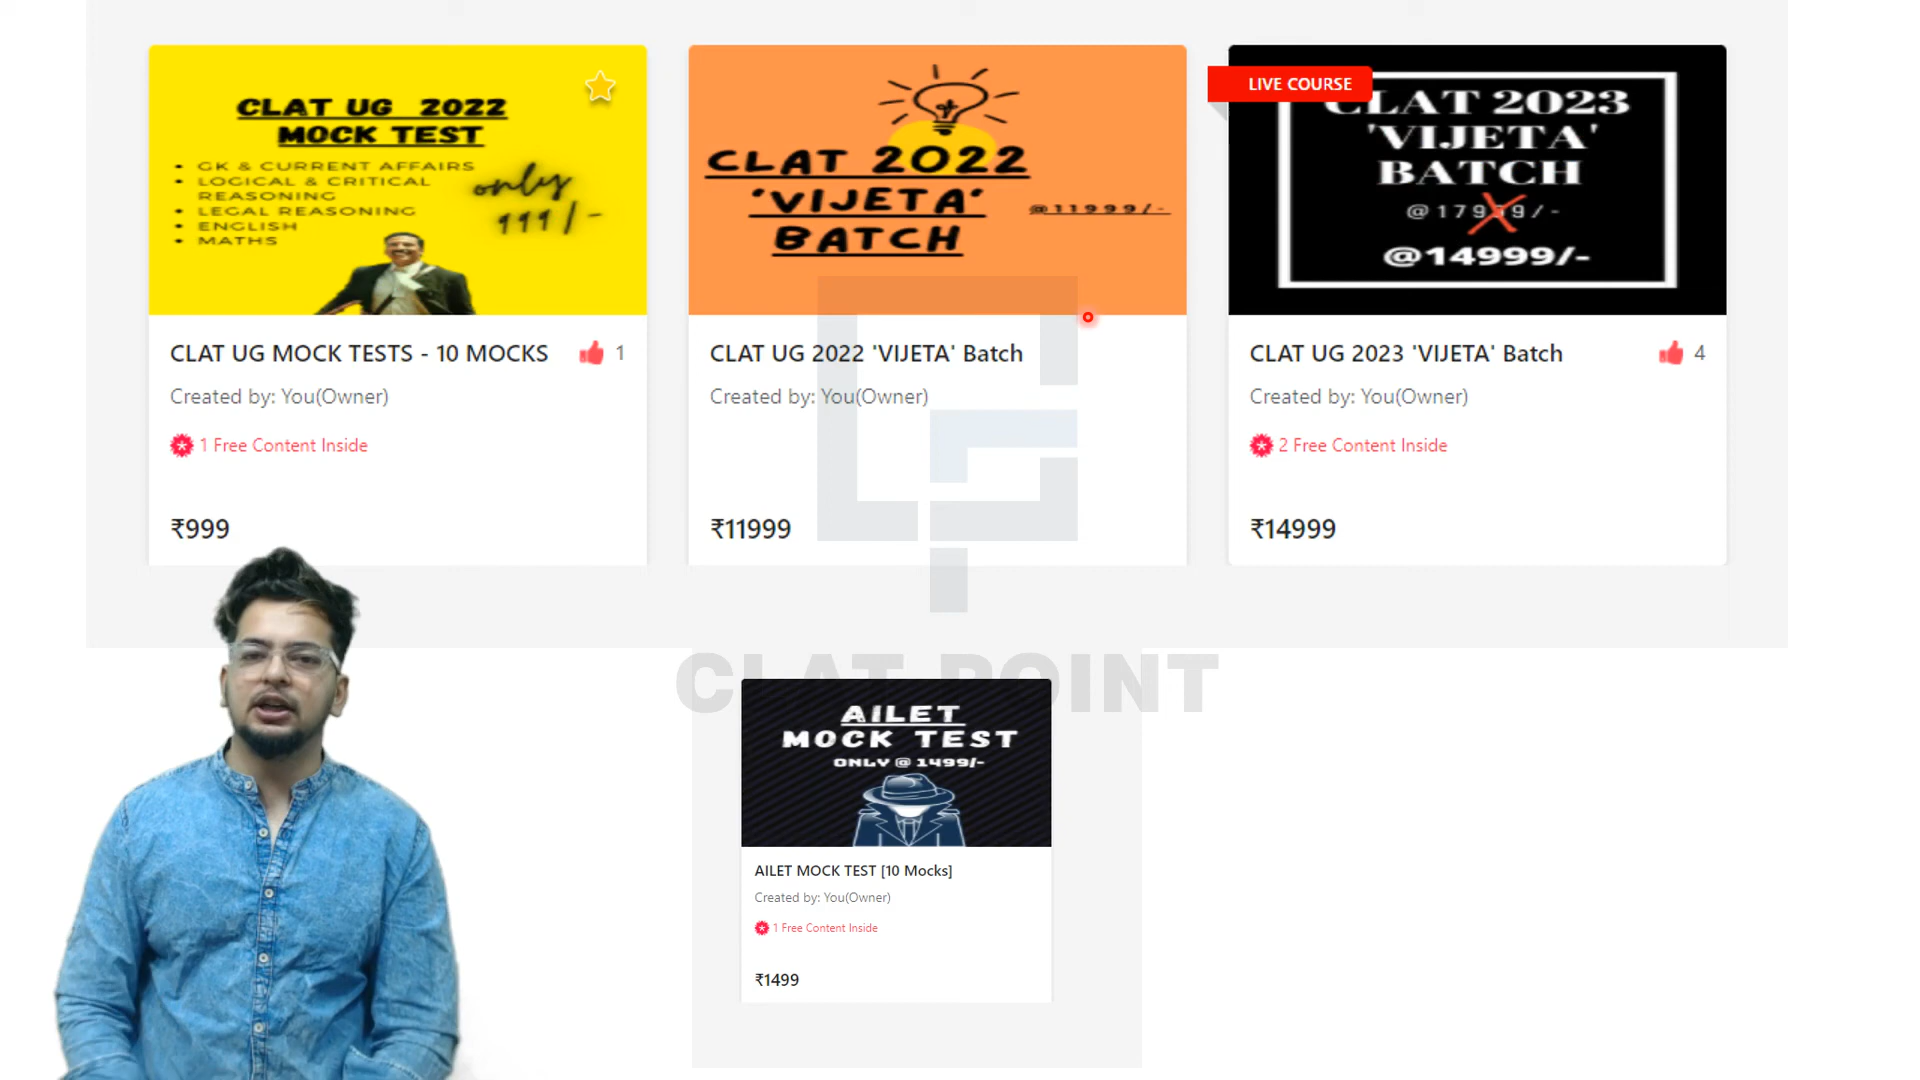 CLAT UG 2022
MOCK TEST
GK & CURRENT AFFAIRS
LOGICAL & CRITICAL
REASONING
LEGAL REASONING
ENGLISH
MATHS
only
999/-
CLAT UG MOCK TESTS - 10 MOCKS
1
Created by: You(Owner)
1 Free Content Inside
₹999
CLAT 2022
'VIJETA'
BATCH
@11999/-
CLAT UG 2022 'VIJETA' Batch
Created by: You(Owner)
₹11999
LIVE COURSE
CLAT 2023
'VIJETA'
BATCH
@14999/-
CLAT UG 2023 'VIJETA' Batch
4
Created by: You(Owner)
2 Free Content Inside
₹14999
CLAT POINT
AILET
MOCK TEST
ONLY @ 1499/-
AILET MOCK TEST [10 Mocks]
Created by: You(Owner)
1 Free Content Inside
₹1499